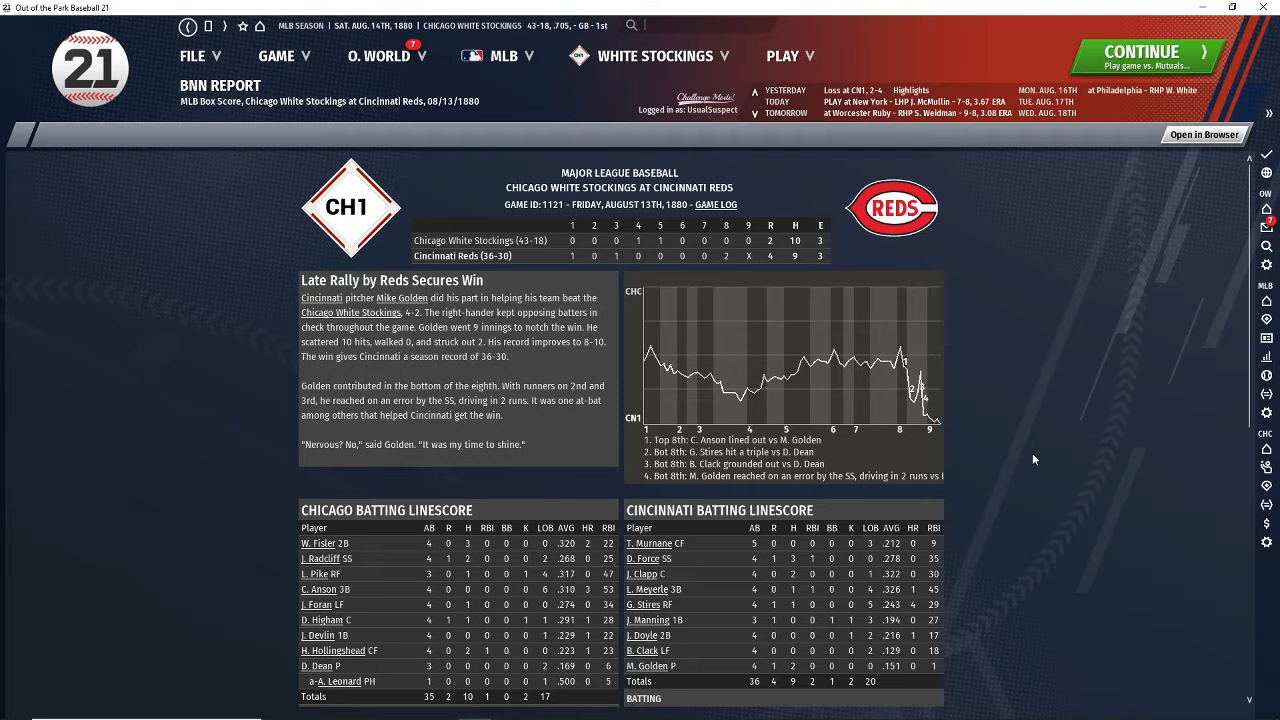 21 Out of the Park Baseball 21
MLB SEASON | SAT. AUG. 14TH, 1880 | CHICAGO WHITE STOCKINGS 43-18, .705, - GB - 1st
21 FILE GAME O. WORLD 7 MLB CH1 WHITE STOCKINGS PLAY CONTINUE
Play game vs. Mutuals...
BNN REPORT
MLB Box Score, Chicago White Stockings at Cincinnati Reds, 08/13/1880
Challenge Mode!
Logged in as: UsualSuspect
YESTERDAY Loss at CN1, 2-4 Highlights MON. AUG. 16TH at Philadelphia - RHP W. White
TODAY PLAY at New York - LHP J. McMullin - 7-8, 3.67 ERA TUE. AUG. 17TH
TOMORROW at Worcester Ruby - RHP S. Weidman - 9-8, 3.08 ERA WED. AUG. 18TH
Open in Browser
MAJOR LEAGUE BASEBALL
CHICAGO WHITE STOCKINGS AT CINCINNATI REDS
GAME ID: 1121 - FRIDAY, AUGUST 13TH, 1880 - GAME LOG
CH1
REDS
1 2 3 4 5 6 7 8 9 R H E
Chicago White Stockings (43-18) 0 0 0 1 1 0 0 0 0 2 10 3
Cincinnati Reds (36-30) 1 0 1 0 0 0 0 2 X 4 9 3
Late Rally by Reds Secures Win
Cincinnati pitcher Mike Golden did his part in helping his team beat the
Chicago White Stockings, 4-2. The right-hander kept opposing batters in
check throughout the game. Golden went 9 innings to notch the win. He
scattered 10 hits, walked 0, and struck out 2. His record improves to 8-10.
The win gives Cincinnati a season record of 36-30.
Golden contributed in the bottom of the eighth. With runners on 2nd and
3rd, he reached on an error by the SS, driving in 2 runs. It was one at-bat
among others that helped Cincinnati get the win.
"Nervous? No," said Golden. "It was my time to shine."
CHC
CN1
1 2 3 4 5 6 7 8 9
1 2 3 4
1. Top 8th: C. Anson lined out vs M. Golden
2. Bot 8th: G. Stires hit a triple vs D. Dean
3. Bot 8th: B. Clack grounded out vs D. Dean
4. Bot 8th: M. Golden reached on an error by the SS, driving in 2 runs vs
CHICAGO BATTING LINESCORE
Player AB R H RBI BB K LOB AVG HR RBI
W. Fisler 2B 4 0 3 0 0 0 0 .320 2 22
J. Radcliff SS 4 1 2 0 0 0 2 .268 0 25
L. Pike RF 3 0 1 0 0 1 4 .317 0 47
C. Anson 3B 4 0 0 0 0 0 6 .310 3 53
J. Foran LF 4 0 1 0 0 0 0 .274 0 34
D. Higham C 4 1 1 0 0 1 1 .291 1 28
J. Devlin 1B 4 0 0 0 0 0 1 .229 1 22
H. Hollingshead CF 4 0 2 1 0 0 0 .223 1 23
D. Dean P 3 0 0 0 0 0 2 .169 0 6
a-A. Leonard PH 1 0 0 0 0 0 1 .500 0 5
Totals 35 2 10 1 0 2 17
CINCINNATI BATTING LINESCORE
Player AB R H RBI BB K LOB AVG HR RBI
T. Murnane CF 5 0 0 0 0 0 3 .212 0 9
D. Force SS 4 1 3 1 0 0 0 .278 0 35
J. Clapp C 4 0 2 0 0 0 1 .322 0 30
L. Meyerle 3B 4 0 1 1 0 0 4 .326 1 45
G. Stires RF 4 1 1 0 0 0 5 .243 4 29
J. Manning 1B 3 1 0 0 1 1 3 .194 0 27
J. Doyle 2B 4 0 0 0 0 1 2 .216 1 17
B. Clack LF 4 0 0 0 0 0 2 .129 0 18
M. Golden P 4 1 2 0 0 0 0 .151 0 1
Totals 36 4 9 2 1 2 20
BATTING
OW
7
MLB
CHC